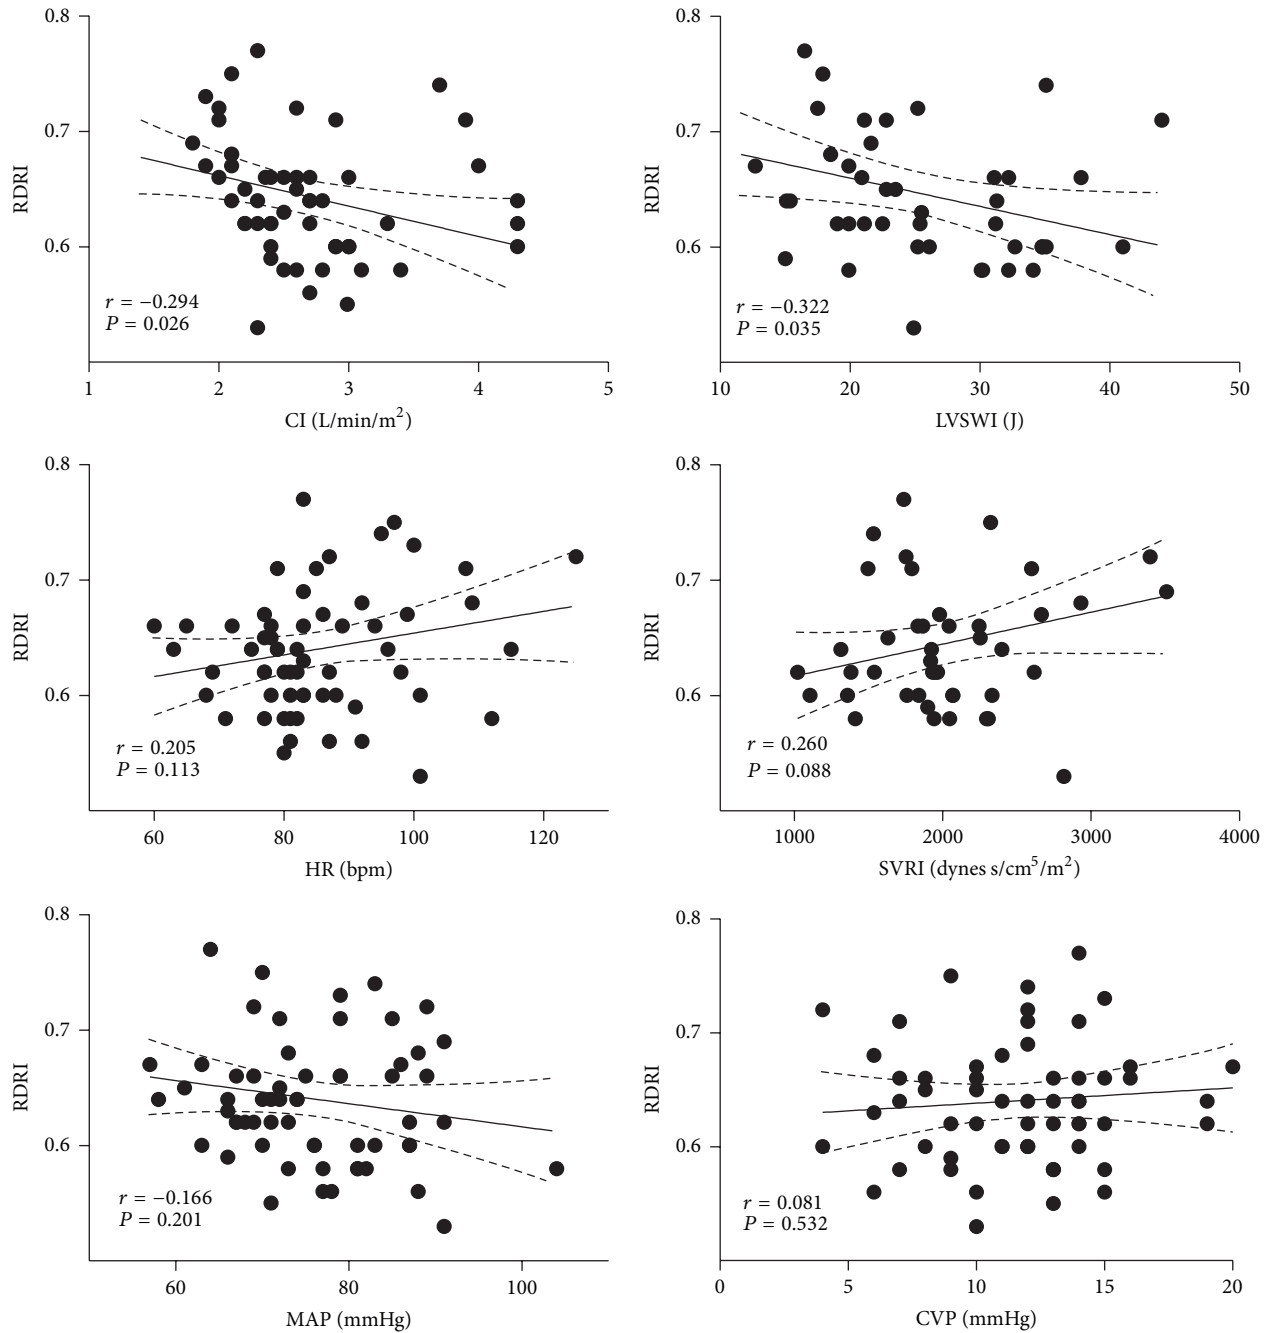 0.8
0.7
0.6
RDRI
r = −0.294
P = 0.026
1 2 3 4 5
CI (L/min/m²)
0.8
0.7
0.6
RDRI
r = −0.322
P = 0.035
10 20 30 40 50
LVSWI (J)
0.8
0.7
0.6
RDRI
r = 0.205
P = 0.113
60 80 100 120
HR (bpm)
0.8
0.7
0.6
RDRI
r = 0.260
P = 0.088
1000 2000 3000 4000
SVRI (dynes s/cm⁵/m²)
0.8
0.7
0.6
RDRI
r = −0.166
P = 0.201
60 80 100
MAP (mmHg)
0.8
0.7
0.6
RDRI
r = 0.081
P = 0.532
0 5 10 15 20
CVP (mmHg)